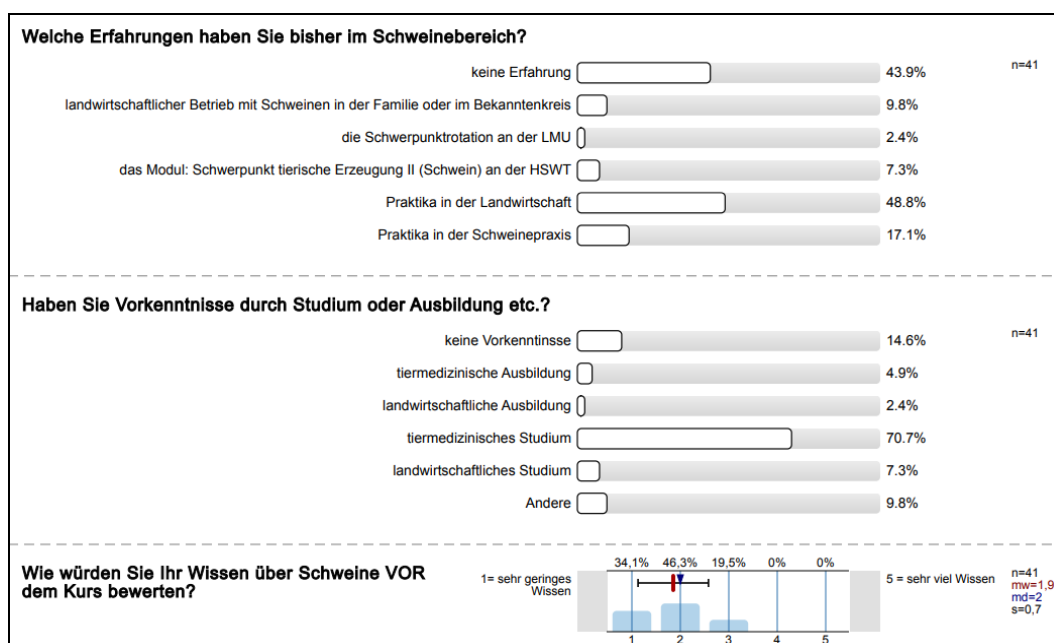 Welche Erfahrungen haben Sie bisher im Schweinebereich?
keine Erfahrung 43.9% n=41
landwirtschaftlicher Betrieb mit Schweinen in der Familie oder im Bekanntenkreis 9.8%
die Schwerpunktrotation an der LMU 2.4%
das Modul: Schwerpunkt tierische Erzeugung II (Schwein) an der HSWT 7.3%
Praktika in der Landwirtschaft 48.8%
Praktika in der Schweinepraxis 17.1%
Haben Sie Vorkenntnisse durch Studium oder Ausbildung etc.?
keine Vorkenntinsse 14.6% n=41
tiermedizinische Ausbildung 4.9%
landwirtschaftliche Ausbildung 2.4%
tiermedizinisches Studium 70.7%
landwirtschaftliches Studium 7.3%
Andere 9.8%
Wie würden Sie Ihr Wissen über Schweine VOR
dem Kurs bewerten?
1= sehr geringes
Wissen
34,1% 46,3% 19,5% 0% 0%
1 2 3 4 5
5 = sehr viel Wissen
n=41
mw=1,9
md=2
s=0,7